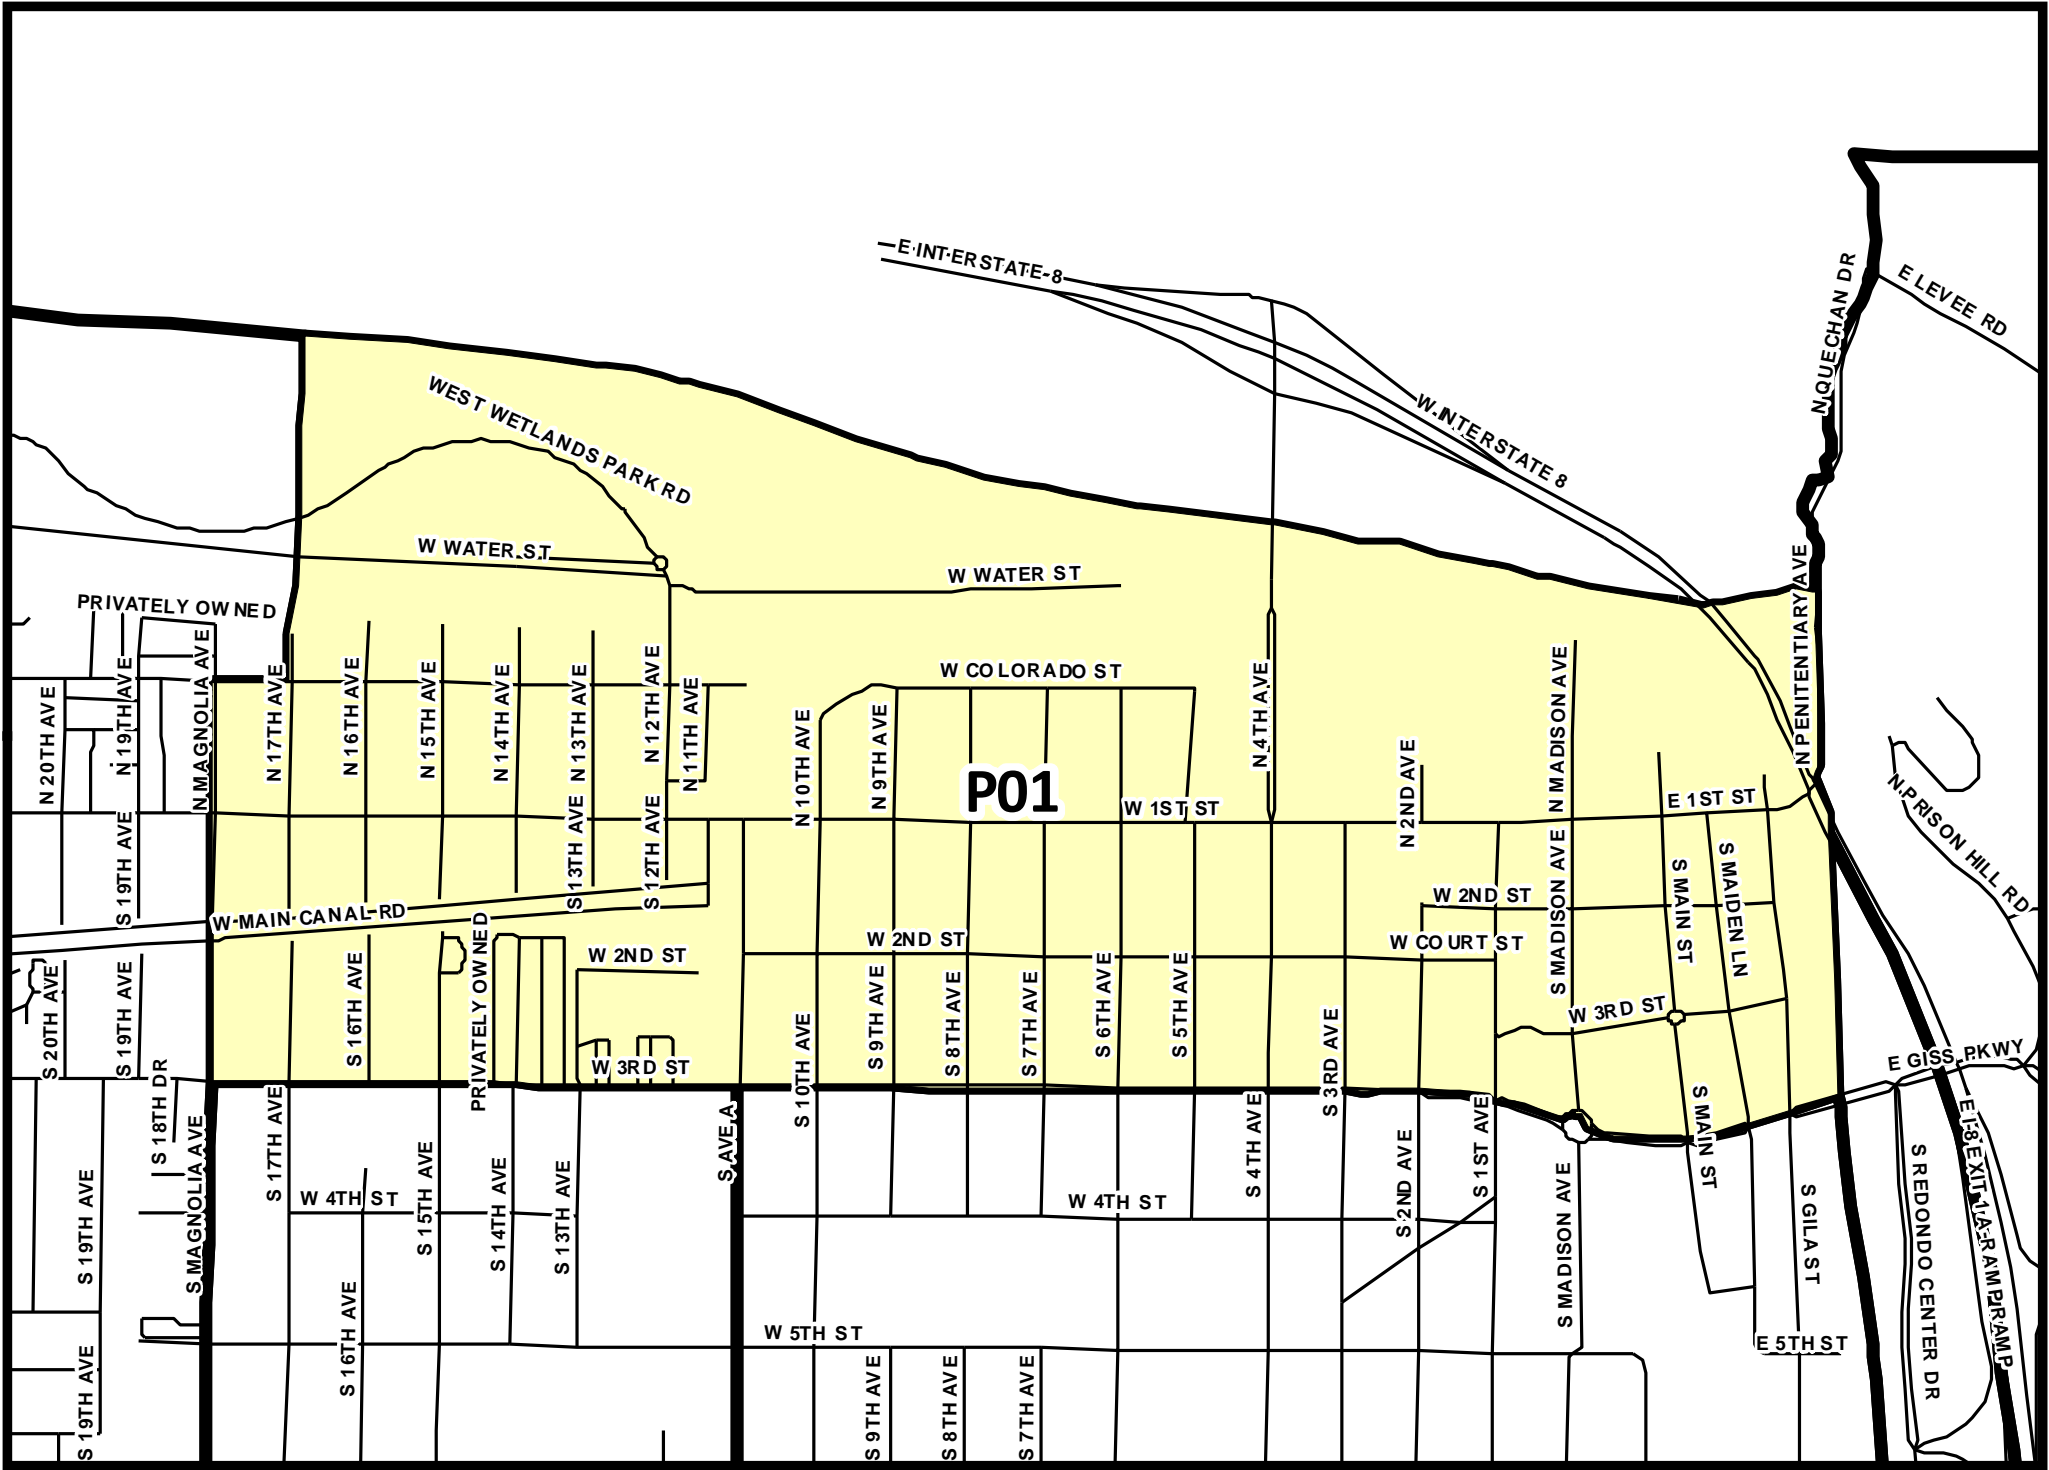 E INTERSTATE 8
E LEVEE RD
N QUECHAN DR
WEST WETLANDS PARK RD
W INTERSTATE 8
W WATER ST
W WATER ST
PRIVATELY OWNED
N PENITENTIARY AVE
W COLORADO ST
N 20TH AVE
N 19TH AVE
N MAGNOLIA AVE
N 17TH AVE
N 16TH AVE
N 15TH AVE
N 14TH AVE
N 13TH AVE
N 12TH AVE
N 11TH AVE
N 10TH AVE
N 9TH AVE
N 4TH AVE
N 2ND AVE
N MADISON AVE
P01
W 1ST ST
E 1ST ST
N PRISON HILL RD
S 19TH AVE
S 13TH AVE
S 12TH AVE
S MADISON AVE
S MAIN ST
S MAIDEN LN
W MAIN CANAL RD
W 2ND ST
W 2ND ST
W 2ND ST
W COURT ST
S 20TH AVE
S 19TH AVE
S 16TH AVE
PRIVATELY OWNED
S 9TH AVE
S 8TH AVE
S 7TH AVE
S 6TH AVE
S 5TH AVE
W 3RD ST
W 3RD ST
S 10TH AVE
S 3RD AVE
E GISS PKWY
S 18TH DR
S 17TH AVE
S AVE A
S 4TH AVE
S 2ND AVE
S 1ST AVE
S MAIN ST
S 19TH AVE
S MAGNOLIA AVE
W 4TH ST
W 4TH ST
S 15TH AVE
S 14TH AVE
S 13TH AVE
S MADISON AVE
S GILA ST
S REDONDO CENTER DR
E I-8 EXIT 1-A RAMP
RAMP
S 16TH AVE
W 5TH ST
E 5TH ST
S 19TH AVE
S 9TH AVE
S 8TH AVE
S 7TH AVE